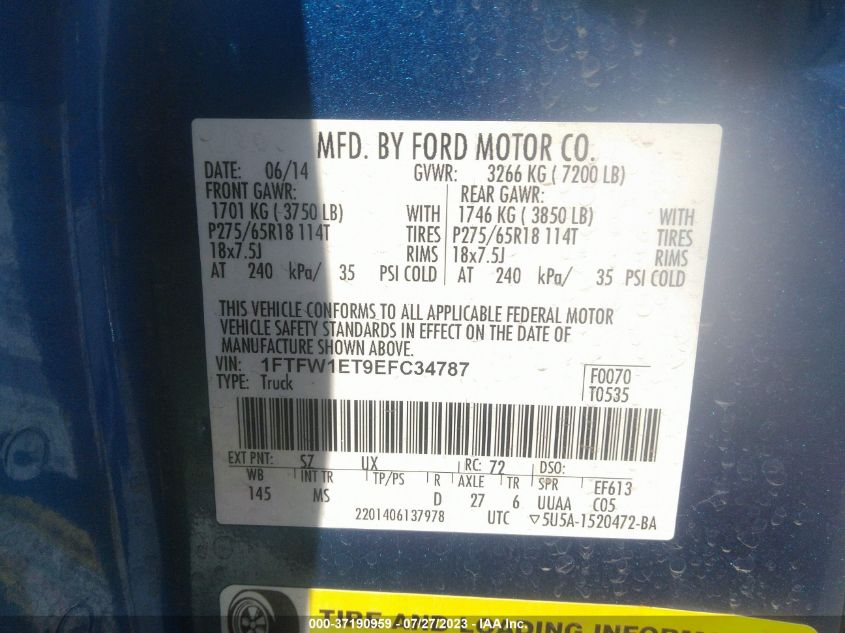 MFD. BY FORD MOTOR CO.
DATE: 06/14 GVWR: 3266 KG ( 7200 LB)
FRONT GAWR: REAR GAWR:
1701 KG ( 3750 LB) WITH 1746 KG ( 3850 LB) WITH
P275/65R18 114T TIRES P275/65R18 114T TIRES
18x7.5J RIMS 18x7.5J RIMS
AT 240 kPa/ 35 PSI COLD AT 240 kPa/ 35 PSI COLD
THIS VEHICLE CONFORMS TO ALL APPLICABLE FEDERAL MOTOR
VEHICLE SAFETY STANDARDS IN EFFECT ON THE DATE OF
MANUFACTURE SHOWN ABOVE.
VIN: 1FTFW1ET9EFC34787 F0070
TYPE: Truck T0535
EXT PNT: SZ UX RC: 72 DSO:
WB INT TR TP/PS R AXLE TR SPR EF613
145 MS D 27 6 UUAA C05
2201406137978 UTC ▽5U5A-1520472-BA
TIRE AND LOADING INFORM
000-37190959 - 07/27/2023 - IAA Inc.